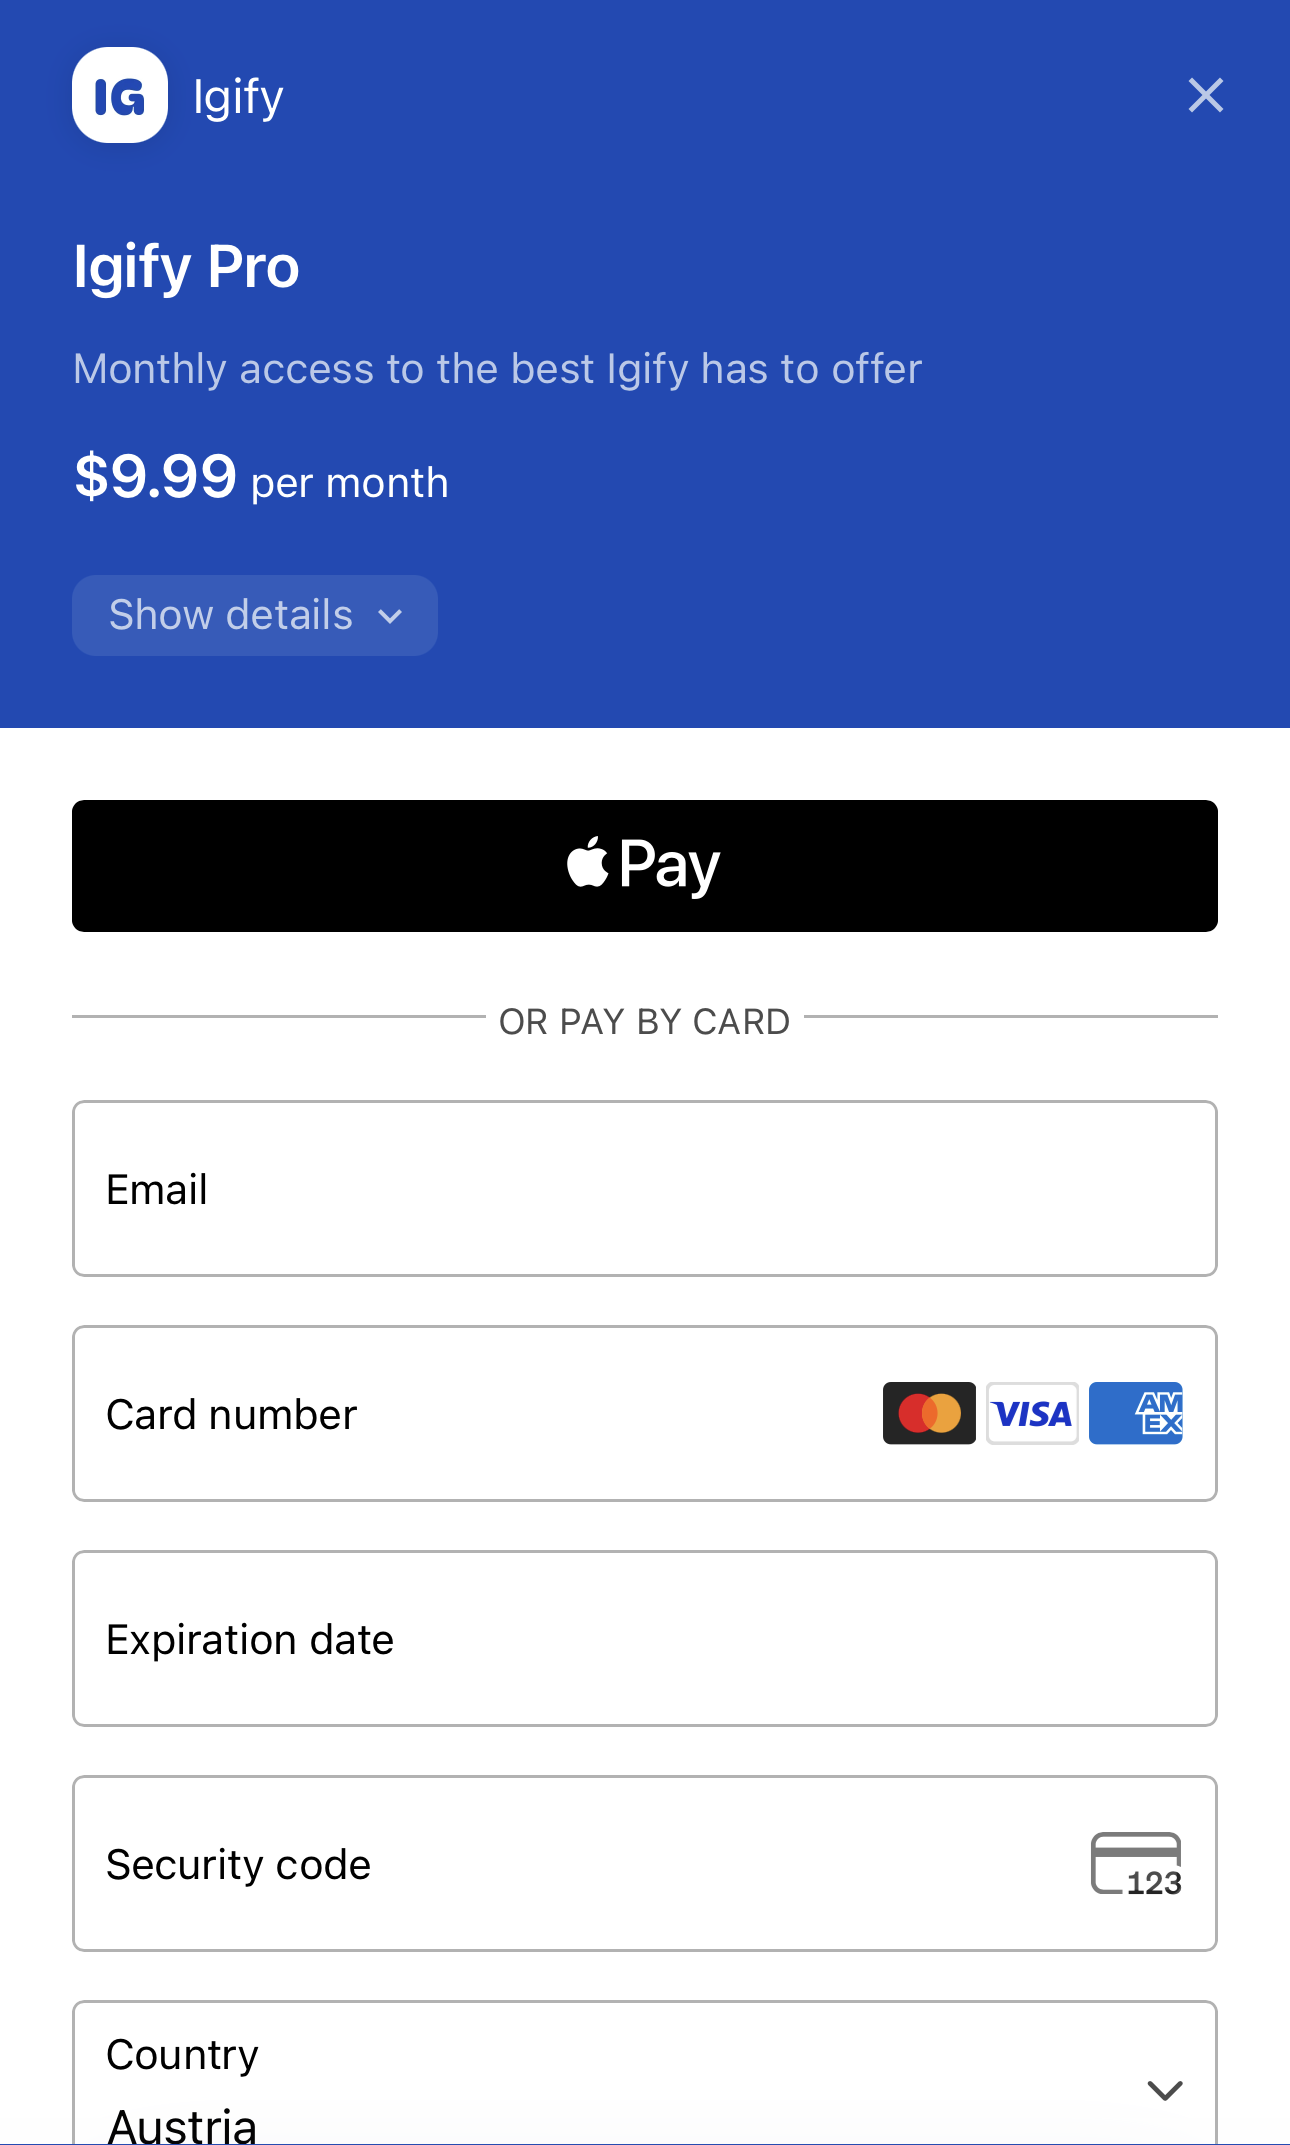 IG Igify
Igify Pro
Monthly access to the best Igify has to offer
$9.99 per month
Show details
Pay
OR PAY BY CARD
Email
Card number VISA AM
EX
Expiration date
Security code 123
Country
Austria